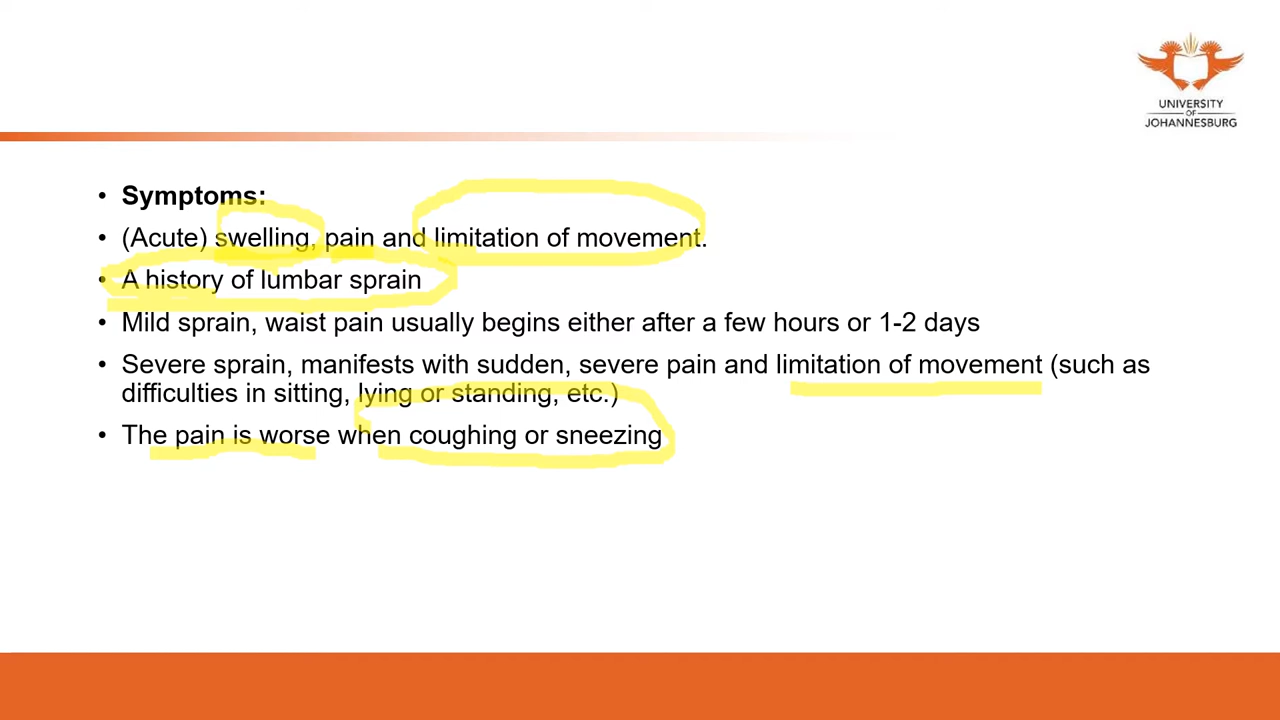 UNIVERSITY
OF
JOHANNESBURG
• Symptoms:
• (Acute) swelling, pain and limitation of movement.
• A history of lumbar sprain
• Mild sprain, waist pain usually begins either after a few hours or 1-2 days
• Severe sprain, manifests with sudden, severe pain and limitation of movement (such as
difficulties in sitting, lying or standing, etc.)
• The pain is worse when coughing or sneezing